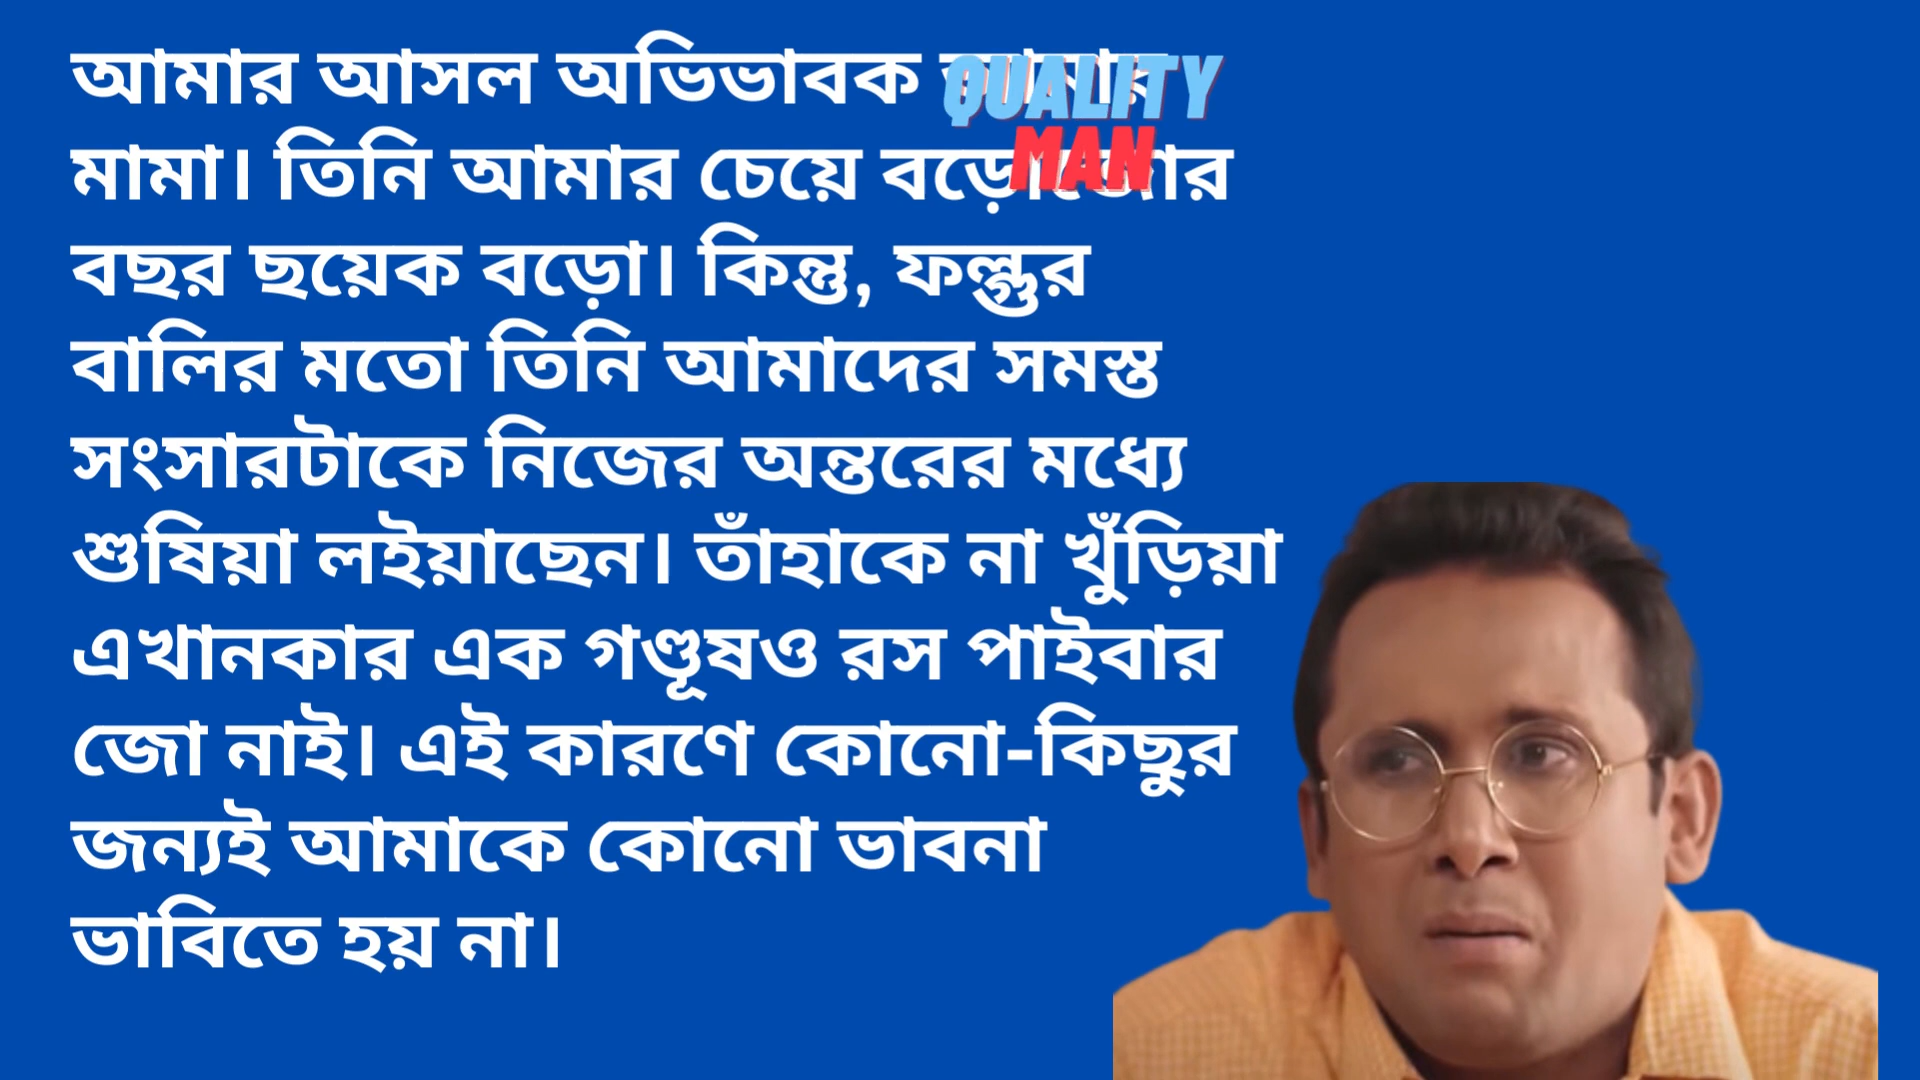 আমার আসল অভিভাবক আমার
QUALITY
MAN
মামা। তিনি আমার চেয়ে বড়োজোর
বছর ছয়েক বড়ো। কিন্তু, ফল্গুর
বালির মতো তিনি আমাদের সমস্ত
সংসারটাকে নিজের অন্তরের মধ্যে
শুষিয়া লইয়াছেন। তাঁহাকে না খুঁড়িয়া
এখানকার এক গণ্ডূষও রস পাইবার
জো নাই। এই কারণে কোনো-কিছুর
জন্যই আমাকে কোনো ভাবনা
ভাবিতে হয় না।